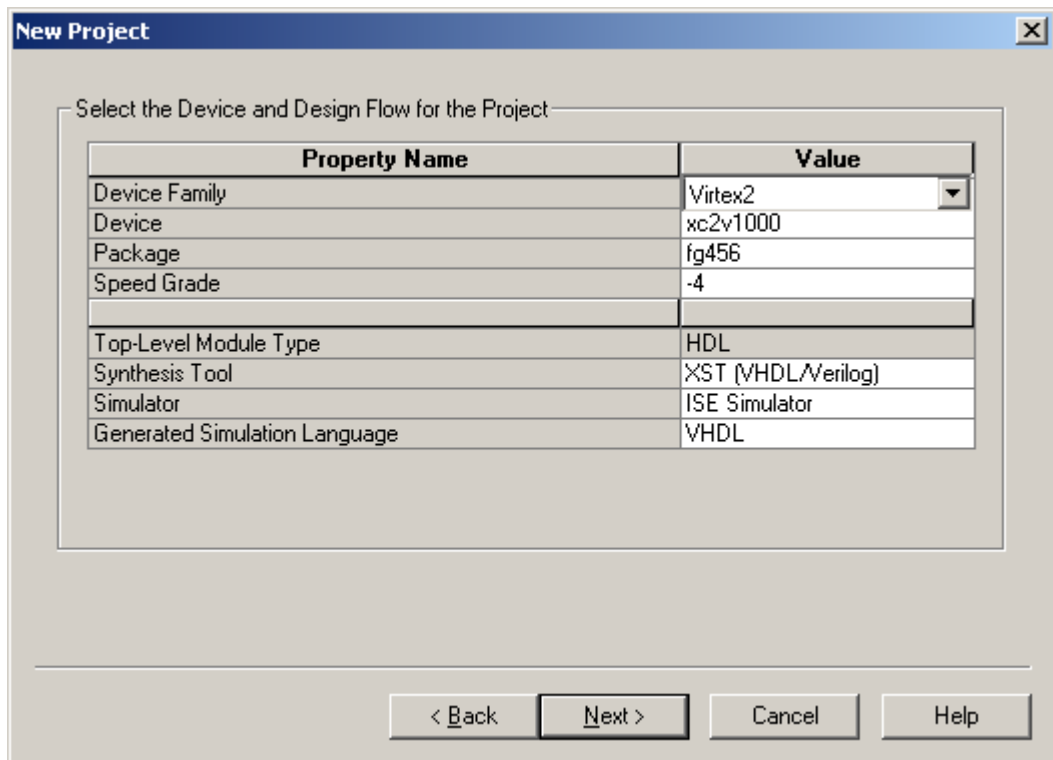 New Project
Select the Device and Design Flow for the Project
Property Name Value
Device Family Virtex2
Device xc2v1000
Package fg456
Speed Grade -4
Top-Level Module Type HDL
Synthesis Tool XST (VHDL/Verilog)
Simulator ISE Simulator
Generated Simulation Language VHDL
< Back Next > Cancel Help